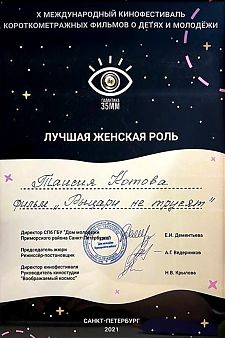 X МЕЖДУНАРОДНЫЙ КИНОФЕСТИВАЛЬ
КОРОТКОМЕТРАЖНЫХ ФИЛЬМОВ О ДЕТЯХ И МОЛОДЁЖИ
ГАЛАКТИКА
35ММ
ЛУЧШАЯ ЖЕНСКАЯ РОЛЬ
Таисия Котова
фильм „Рыцари не трусят"
Директор СПб ГБУ "Дом молодёжи
Приморского района Санкт-Петербурга"
Е.И. Дементьева
Председатель жюри
Режиссёр-постановщик
А.Г. Ведерников
Директор кинофестиваля
Руководитель киностудии
"Воображаемый космос"
Н.В. Крылова
САНКТ-ПЕТЕРБУРГ
2021